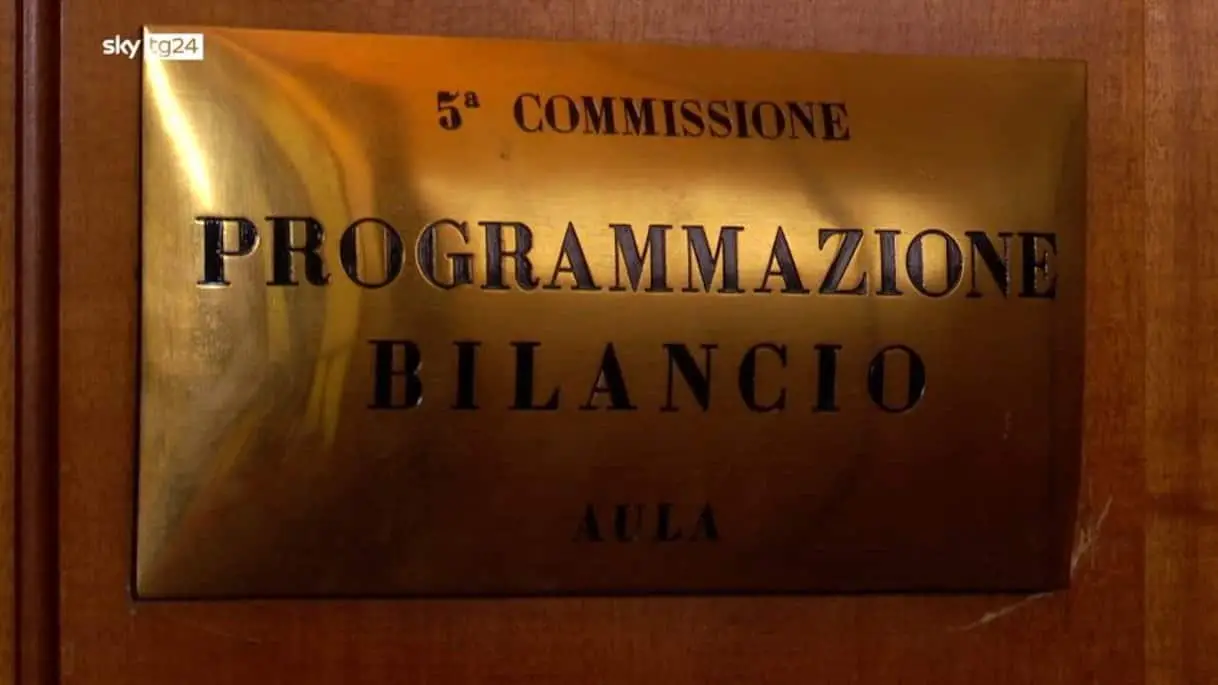 sky tg24
5ª COMMISSIONE
PROGRAMMAZIONE
BILANCIO
AULA